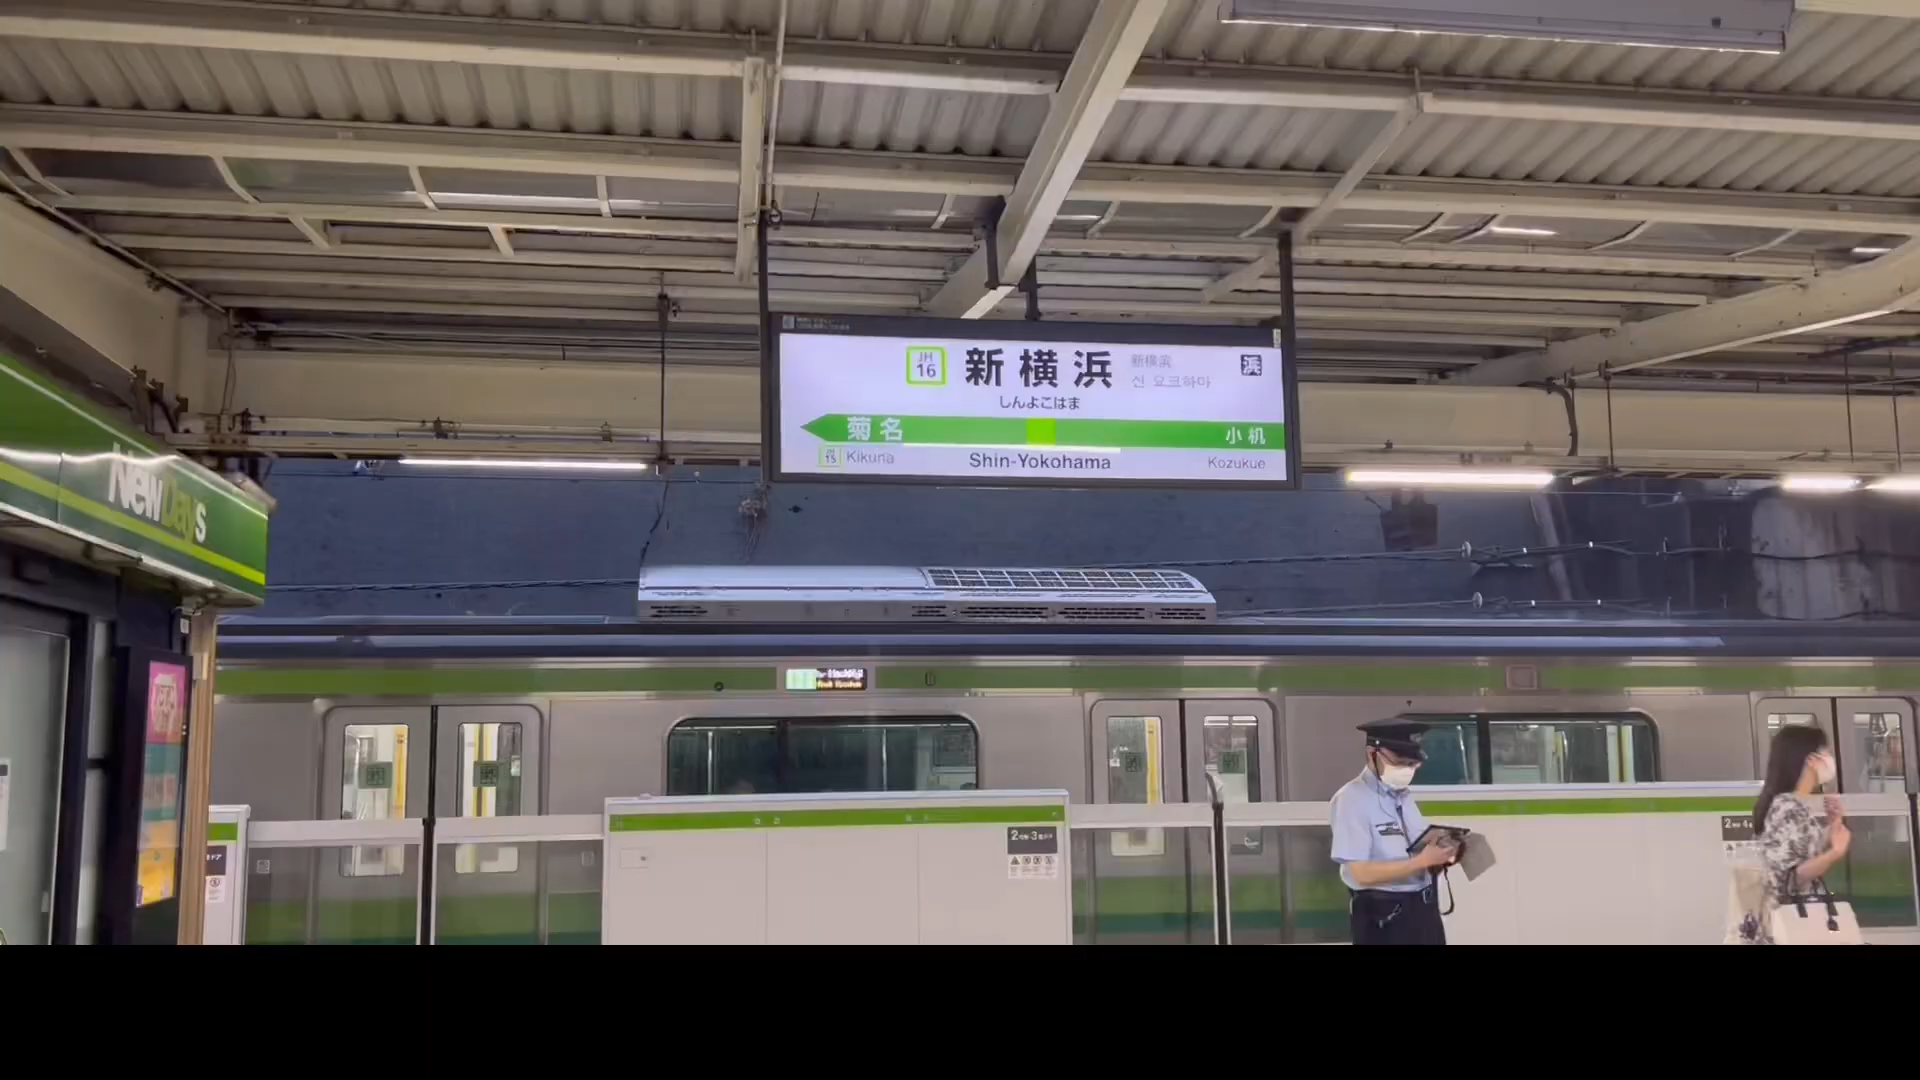 JH
16
新横浜
新横浜
신요코하마
浜
しんよこはま
菊名
小机
JH
15
Kikuna
Shin-Yokohama
Kozukue
NewDays